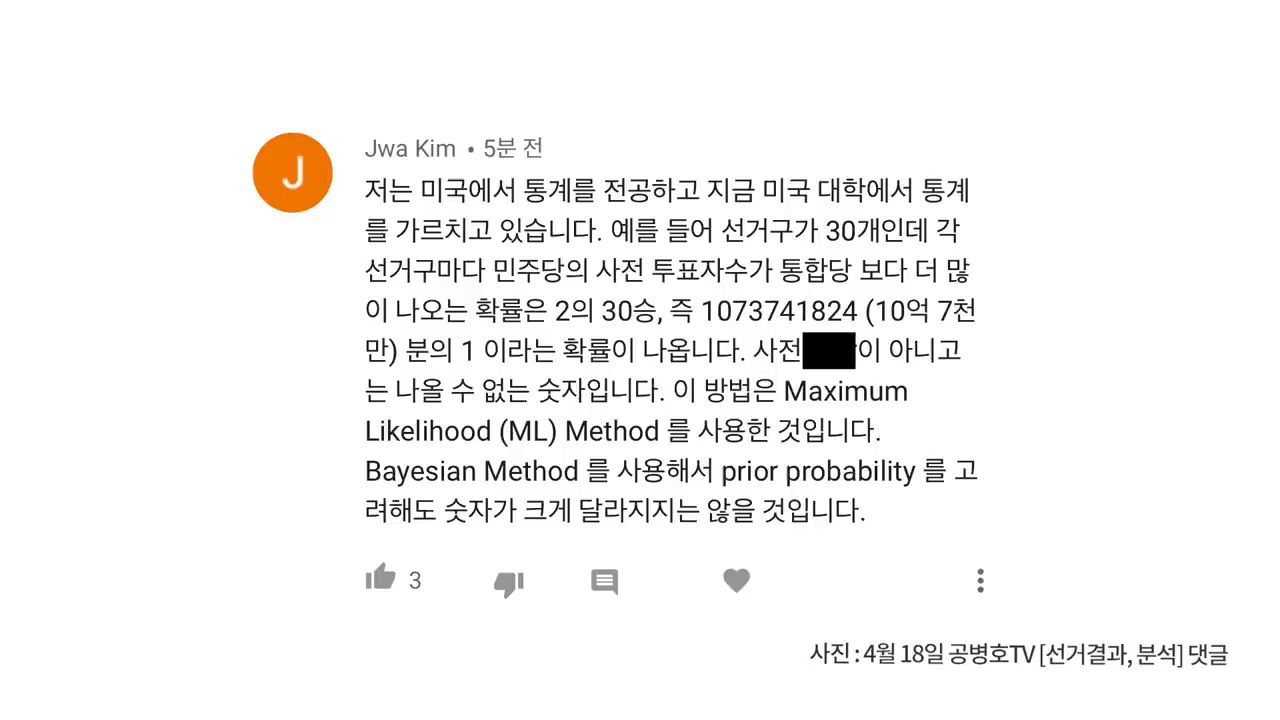 J
Jwa Kim • 5분 전
저는 미국에서 통계를 전공하고 지금 미국 대학에서 통계
를 가르치고 있습니다. 예를 들어 선거구가 30개인데 각
선거구마다 민주당의 사전 투표자수가 통합당 보다 더 많
이 나오는 확률은 2의 30승, 즉 1073741824 (10억 7천
만) 분의 1 이라는 확률이 나옵니다. 사전이 아니고
는 나올 수 없는 숫자입니다. 이 방법은 Maximum
Likelihood (ML) Method 를 사용한 것입니다.
Bayesian Method 를 사용해서 prior probability 를 고
려해도 숫자가 크게 달라지지는 않을 것입니다.
3
사진 : 4월 18일 공병호TV [선거결과, 분석] 댓글